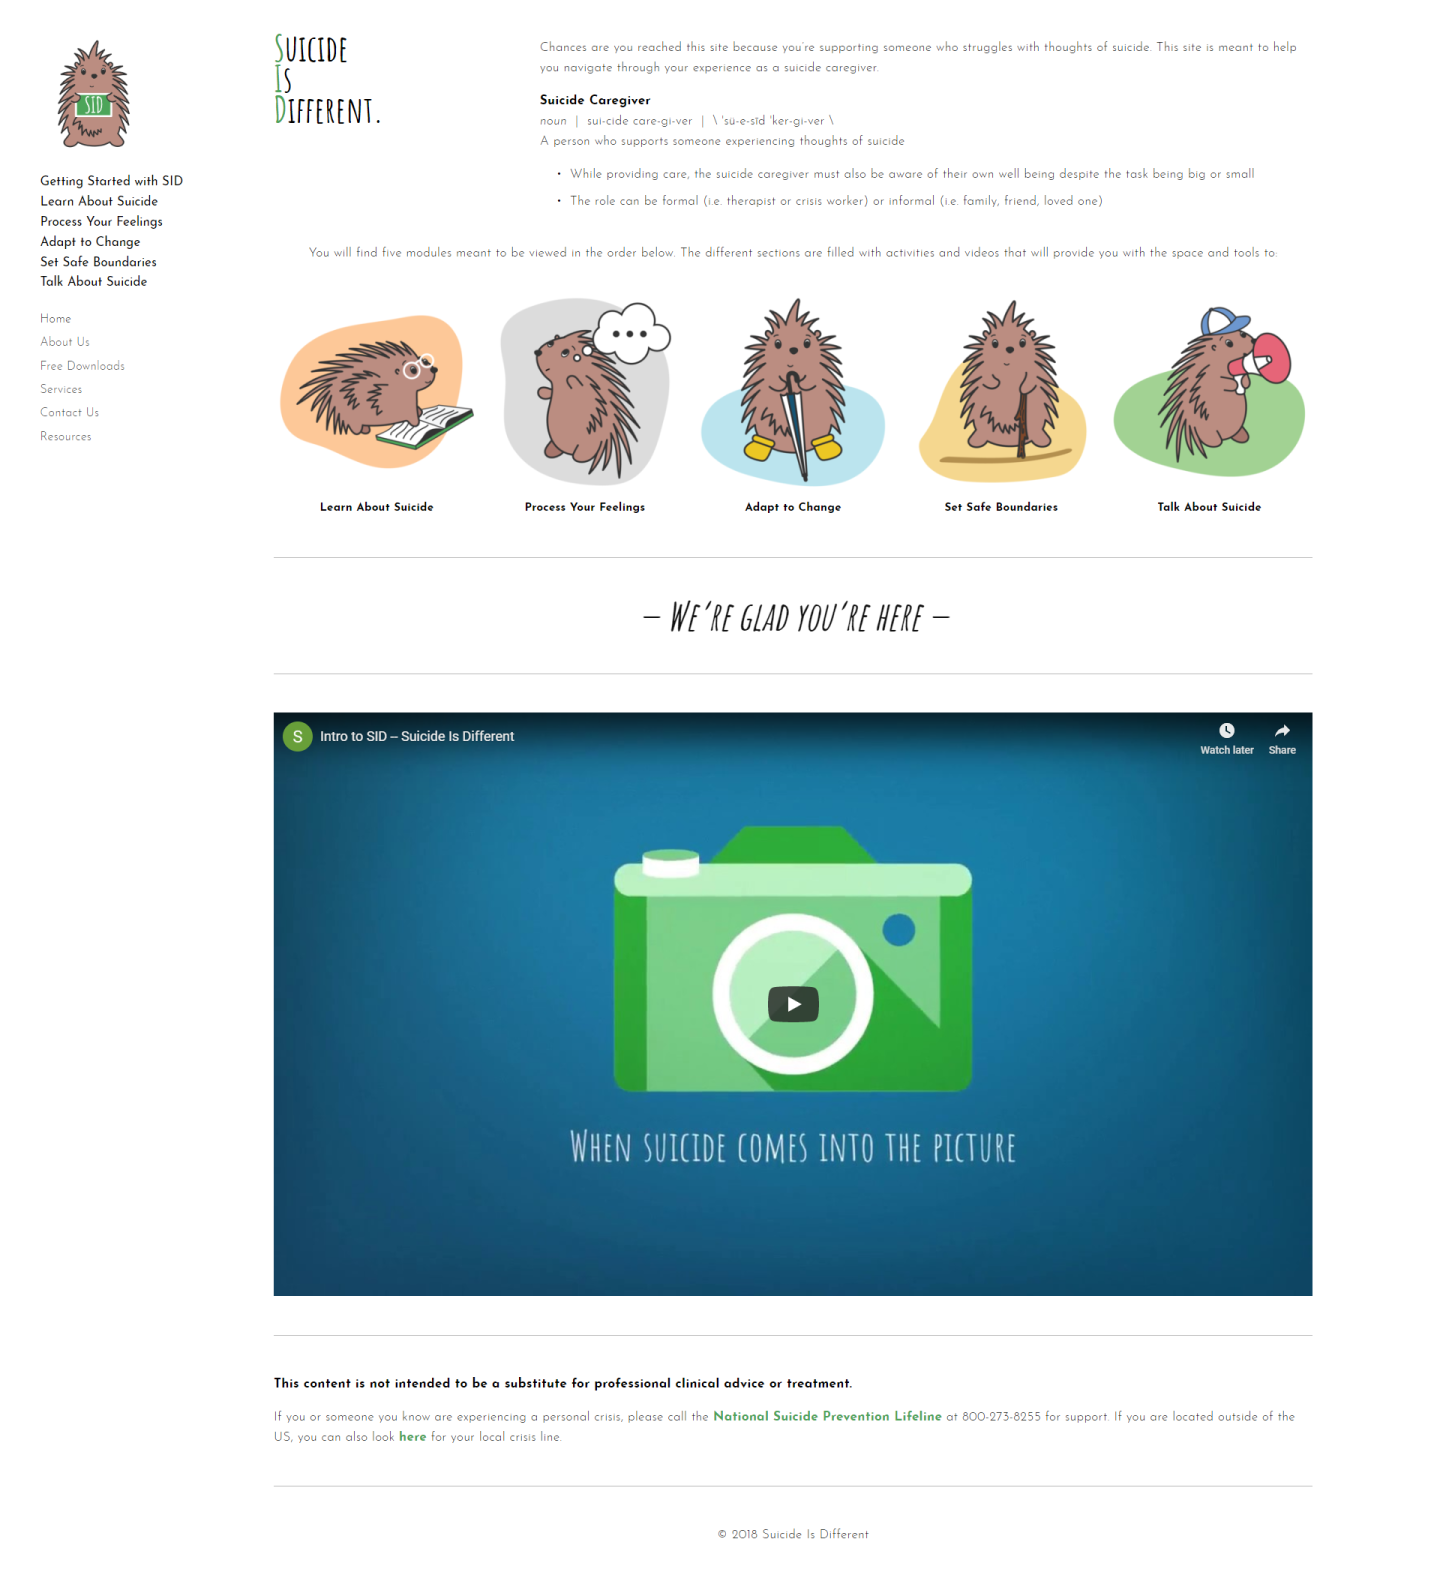 SID
Getting Started with SID
Learn About Suicide
Process Your Feelings
Adapt to Change
Set Safe Boundaries
Talk About Suicide
Home
About Us
Free Downloads
Services
Contact Us
Resources
SUICIDE
IS
DIFFERENT.
Chances are you reached this site because you're supporting someone who struggles with thoughts of suicide. This site is meant to help
you navigate through your experience as a suicide caregiver.
Suicide Caregiver
noun | sui-cide care-gi-ver | \ ˈsü-e-sīd ˈker-gi-ver \
A person who supports someone experiencing thoughts of suicide
• While providing care, the suicide caregiver must also be aware of their own well being despite the task being big or small
• The role can be formal (i.e. therapist or crisis worker) or informal (i.e. family, friend, loved one)
You will find five modules meant to be viewed in the order below. The different sections are filled with activities and videos that will provide you with the space and tools to:
Learn About Suicide
Process Your Feelings
Adapt to Change
Set Safe Boundaries
Talk About Suicide
– WE'RE GLAD YOU'RE HERE –
S Intro to SID – Suicide Is Different
Watch later
Share
WHEN SUICIDE COMES INTO THE PICTURE
This content is not intended to be a substitute for professional clinical advice or treatment.
If you or someone you know are experiencing a personal crisis, please call the National Suicide Prevention Lifeline at 800-273-8255 for support. If you are located outside of the
US, you can also look here for your local crisis line.
© 2018 Suicide Is Different